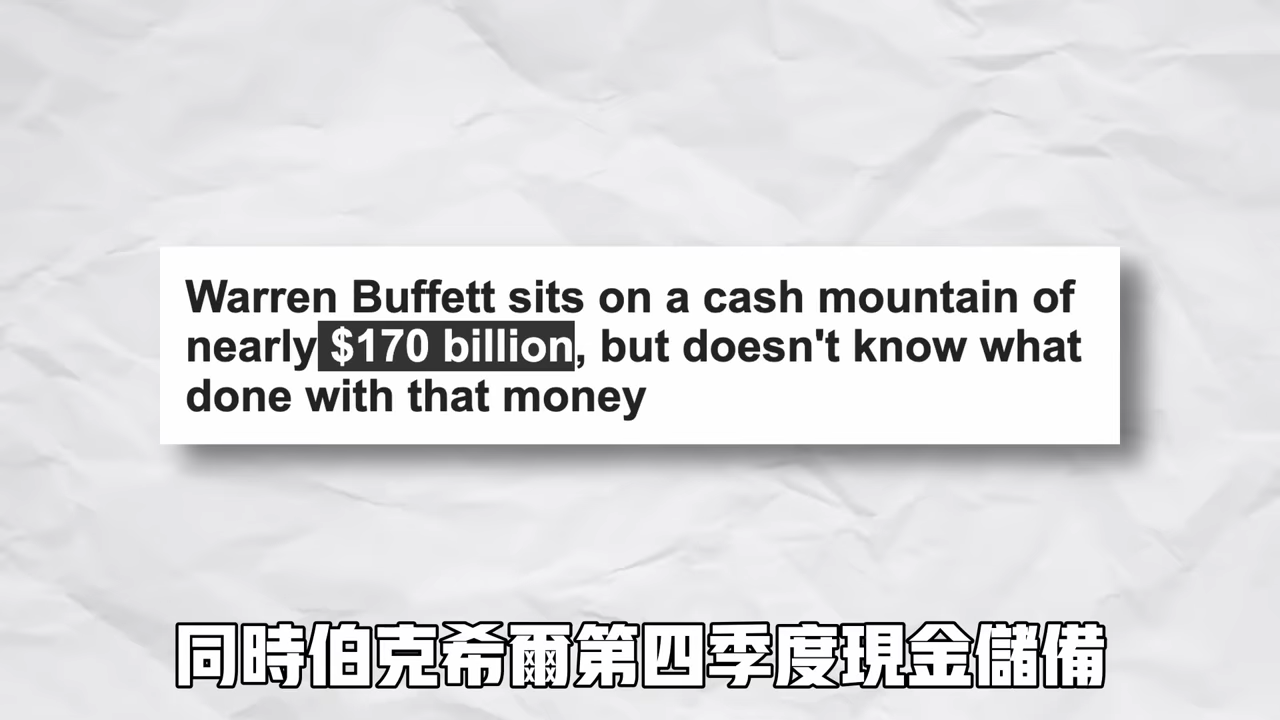 Warren Buffett sits on a cash mountain of
nearly $170 billion, but doesn't know what
done with that money
同時伯克希爾第四季度現金儲備